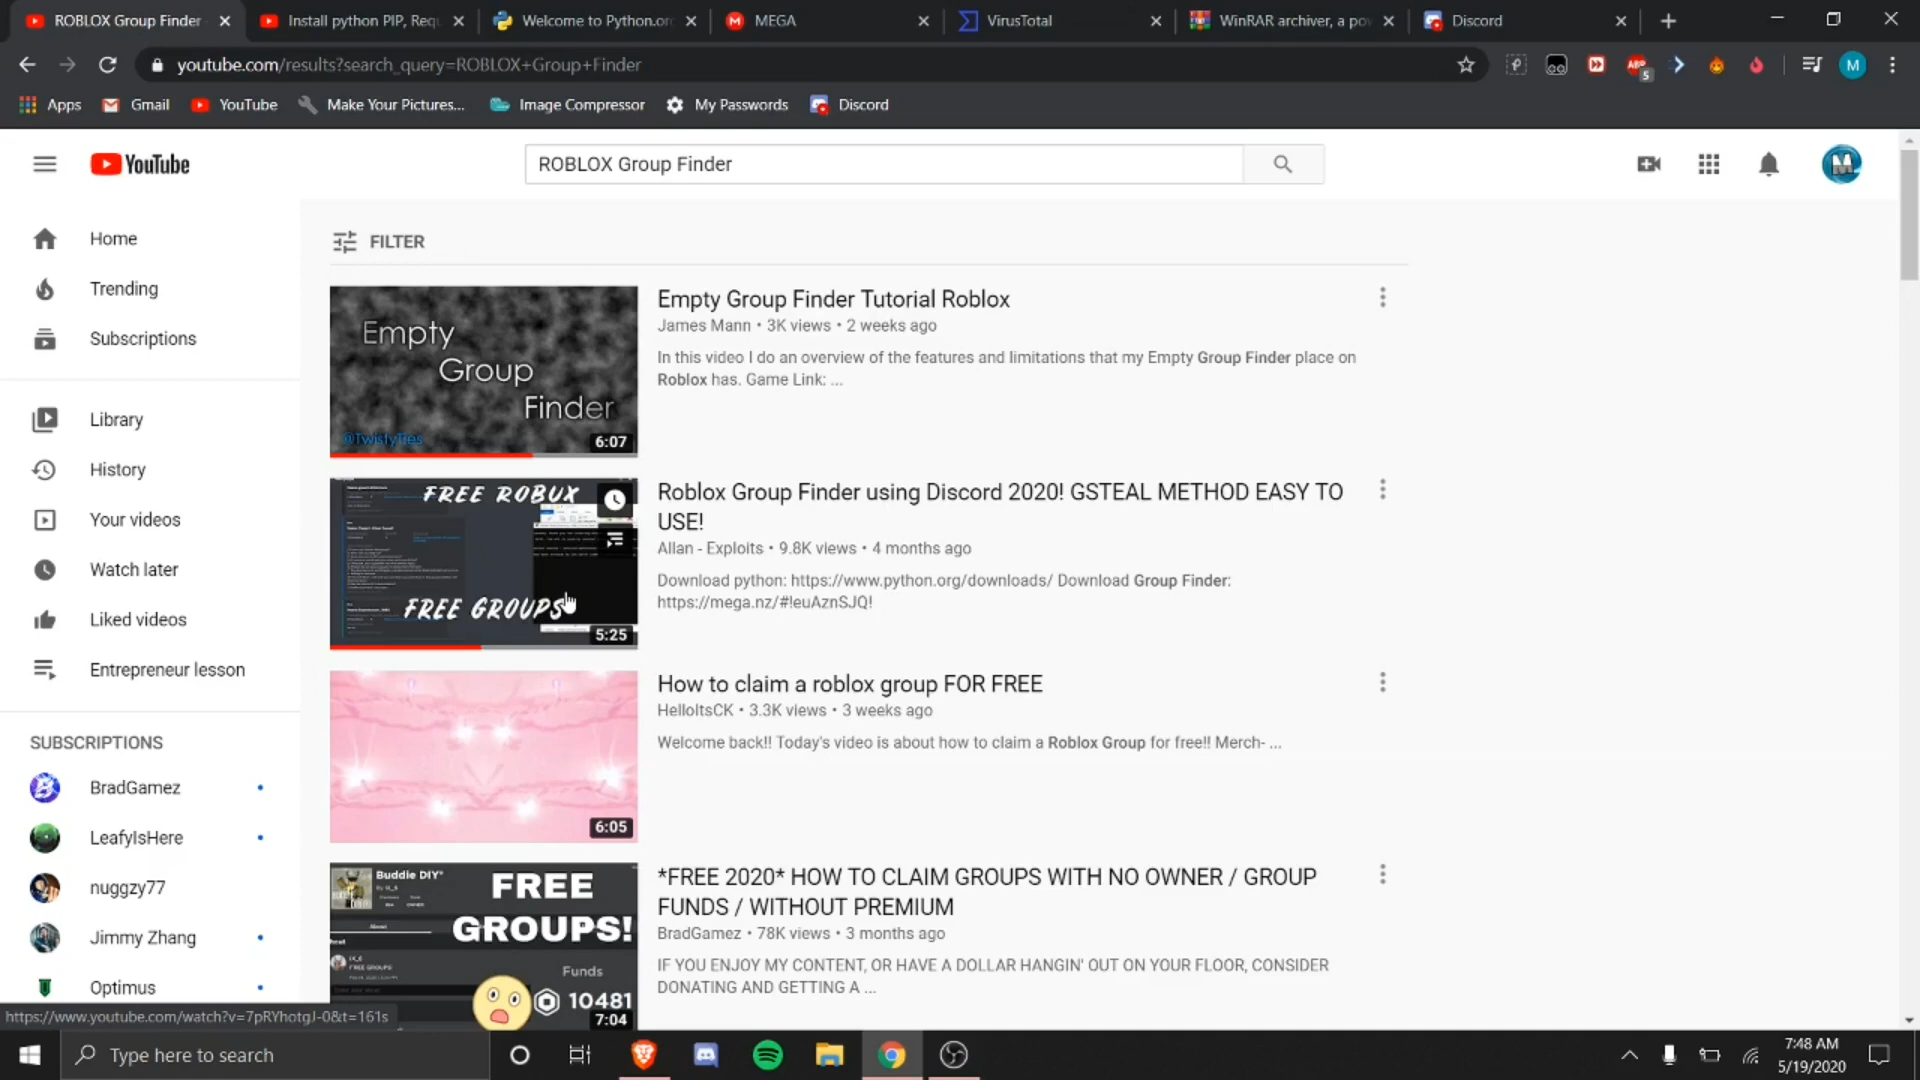 ROBLOX Group Finder
Install python PIP, Requ
Welcome to Python.or
MEGA
VirusTotal
WinRAR archiver, a po
Discord
youtube.com/results?search_query=ROBLOX+Group+Finder
ABP
5
M
Apps
Gmail
YouTube
Make Your Pictures...
Image Compressor
My Passwords
Discord
YouTube
ROBLOX Group Finder
Home
Trending
Subscriptions
Library
History
Your videos
Watch later
Liked videos
Entrepreneur lesson
SUBSCRIPTIONS
BradGamez
LeafyIsHere
nuggzy77
Jimmy Zhang
Optimus
FILTER
Empty
Group
Finder
@TwistyTies
6:07
Empty Group Finder Tutorial Roblox
James Mann • 3K views • 2 weeks ago
In this video I do an overview of the features and limitations that my Empty Group Finder place on
Roblox has. Game Link: ...
FREE ROBUX
FREE GROUPS
5:25
Roblox Group Finder using Discord 2020! GSTEAL METHOD EASY TO
USE!
Allan - Exploits • 9.8K views • 4 months ago
Download python: https://www.python.org/downloads/ Download Group Finder:
https://mega.nz/#!euAznSJQ!
6:05
How to claim a roblox group FOR FREE
HelloItsCK • 3.3K views • 3 weeks ago
Welcome back!! Today's video is about how to claim a Roblox Group for free!! Merch- ...
Buddie DIY*
FREE
GROUPS!
About
FREE GROUPS
Funds
10481
7:04
*FREE 2020* HOW TO CLAIM GROUPS WITH NO OWNER / GROUP
FUNDS / WITHOUT PREMIUM
BradGamez • 78K views • 3 months ago
IF YOU ENJOY MY CONTENT, OR HAVE A DOLLAR HANGIN' OUT ON YOUR FLOOR, CONSIDER
DONATING AND GETTING A ...
https://www.youtube.com/watch?v=7pRYhotgJ-0&t=161s
Type here to search
7:48 AM
5/19/2020